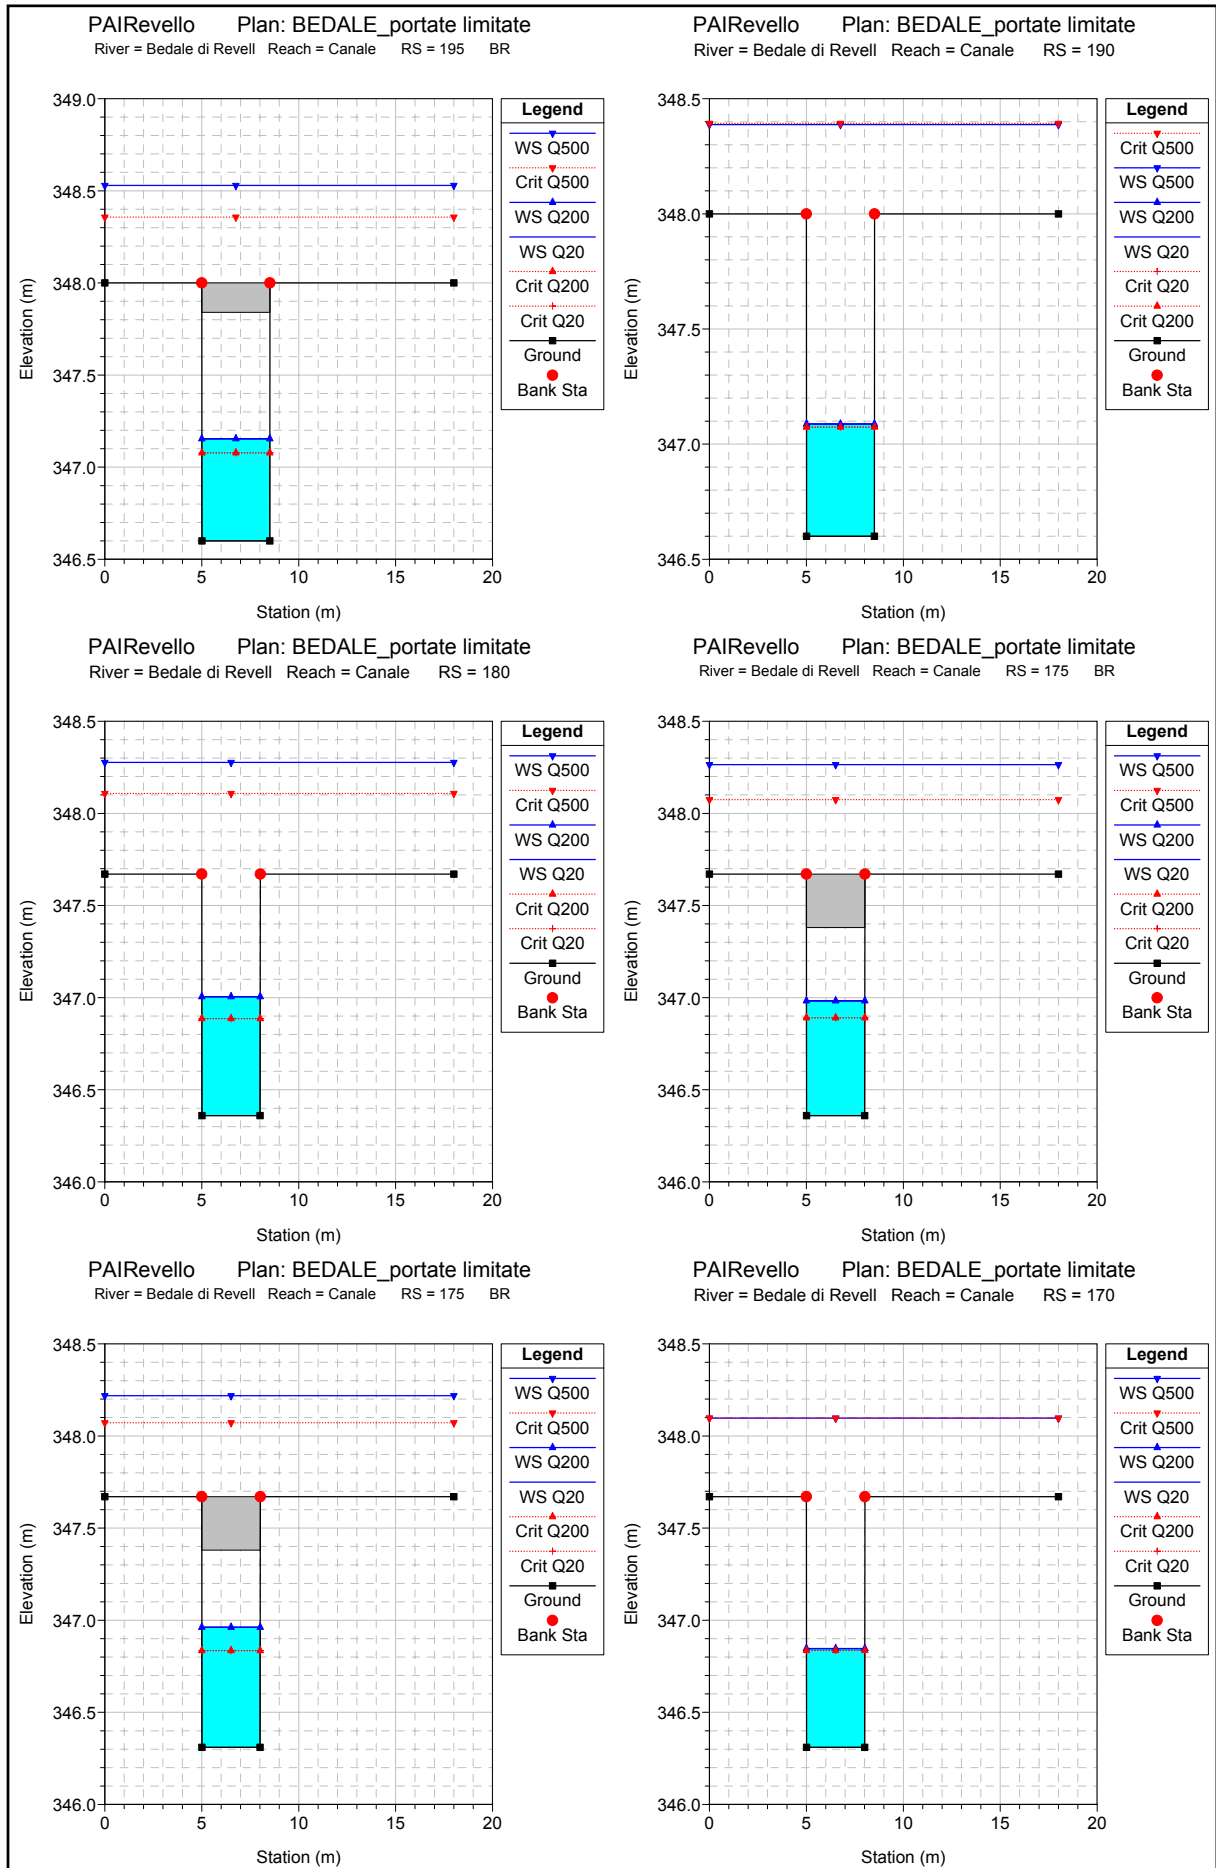 PAIRevello Plan: BEDALE_portate limitate
River = Bedale di Revell Reach = Canale RS = 195 BR
349.0
348.5
348.0
347.5
347.0
346.5
0 5 10 15 20
Elevation (m)
Station (m)
Legend
WS Q500
Crit Q500
WS Q200
WS Q20
Crit Q200
Crit Q20
Ground
Bank Sta
PAIRevello Plan: BEDALE_portate limitate
River = Bedale di Revell Reach = Canale RS = 190
348.5
348.0
347.5
347.0
346.5
0 5 10 15 20
Elevation (m)
Station (m)
Legend
Crit Q500
WS Q500
WS Q200
WS Q20
Crit Q20
Crit Q200
Ground
Bank Sta
PAIRevello Plan: BEDALE_portate limitate
River = Bedale di Revell Reach = Canale RS = 180
348.5
348.0
347.5
347.0
346.5
346.0
0 5 10 15 20
Elevation (m)
Station (m)
Legend
WS Q500
Crit Q500
WS Q200
WS Q20
Crit Q200
Crit Q20
Ground
Bank Sta
PAIRevello Plan: BEDALE_portate limitate
River = Bedale di Revell Reach = Canale RS = 175 BR
348.5
348.0
347.5
347.0
346.5
346.0
0 5 10 15 20
Elevation (m)
Station (m)
Legend
WS Q500
Crit Q500
WS Q200
WS Q20
Crit Q200
Crit Q20
Ground
Bank Sta
PAIRevello Plan: BEDALE_portate limitate
River = Bedale di Revell Reach = Canale RS = 175 BR
348.5
348.0
347.5
347.0
346.5
346.0
0 5 10 15 20
Elevation (m)
Station (m)
Legend
WS Q500
Crit Q500
WS Q200
WS Q20
Crit Q200
Crit Q20
Ground
Bank Sta
PAIRevello Plan: BEDALE_portate limitate
River = Bedale di Revell Reach = Canale RS = 170
348.5
348.0
347.5
347.0
346.5
346.0
0 5 10 15 20
Elevation (m)
Station (m)
Legend
WS Q500
Crit Q500
WS Q200
WS Q20
Crit Q200
Crit Q20
Ground
Bank Sta